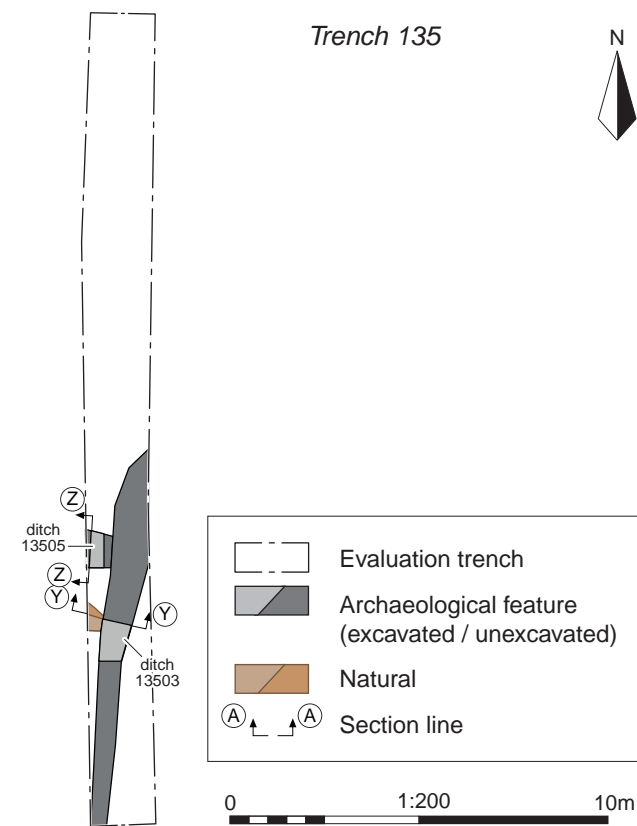 Trench 135
N
Z
ditch
13505
Z
Y
Y
ditch
13503
Evaluation trench
Archaeological feature
(excavated / unexcavated)
Natural
A A
Section line
0 1:200 10m